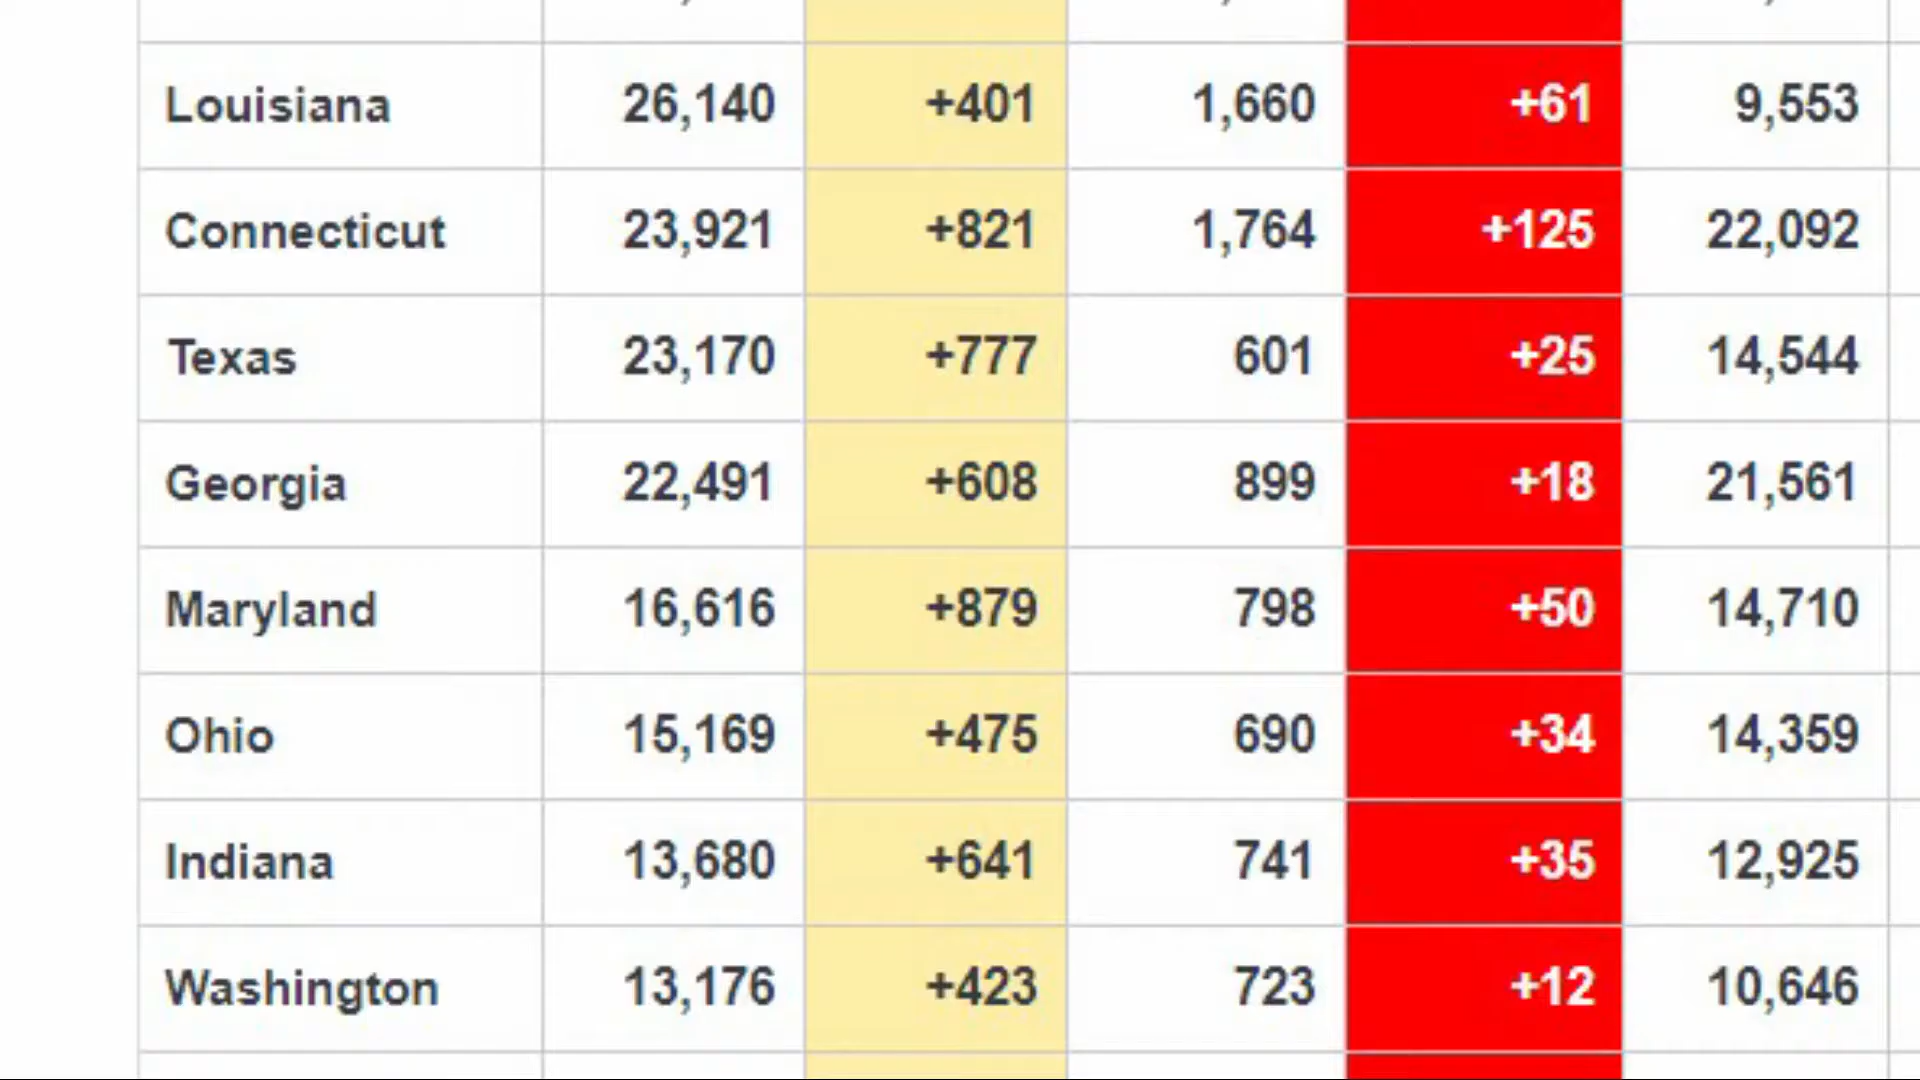 Louisiana 26,140 +401 1,660 +61 9,553
Connecticut 23,921 +821 1,764 +125 22,092
Texas 23,170 +777 601 +25 14,544
Georgia 22,491 +608 899 +18 21,561
Maryland 16,616 +879 798 +50 14,710
Ohio 15,169 +475 690 +34 14,359
Indiana 13,680 +641 741 +35 12,925
Washington 13,176 +423 723 +12 10,646